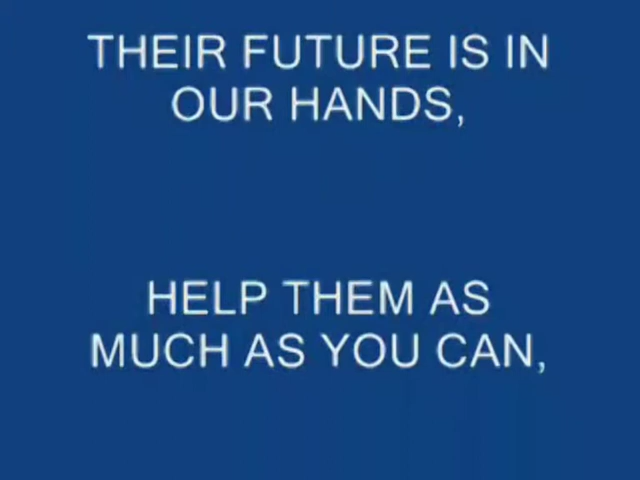 THEIR FUTURE IS IN
OUR HANDS,
HELP THEM AS
MUCH AS YOU CAN,